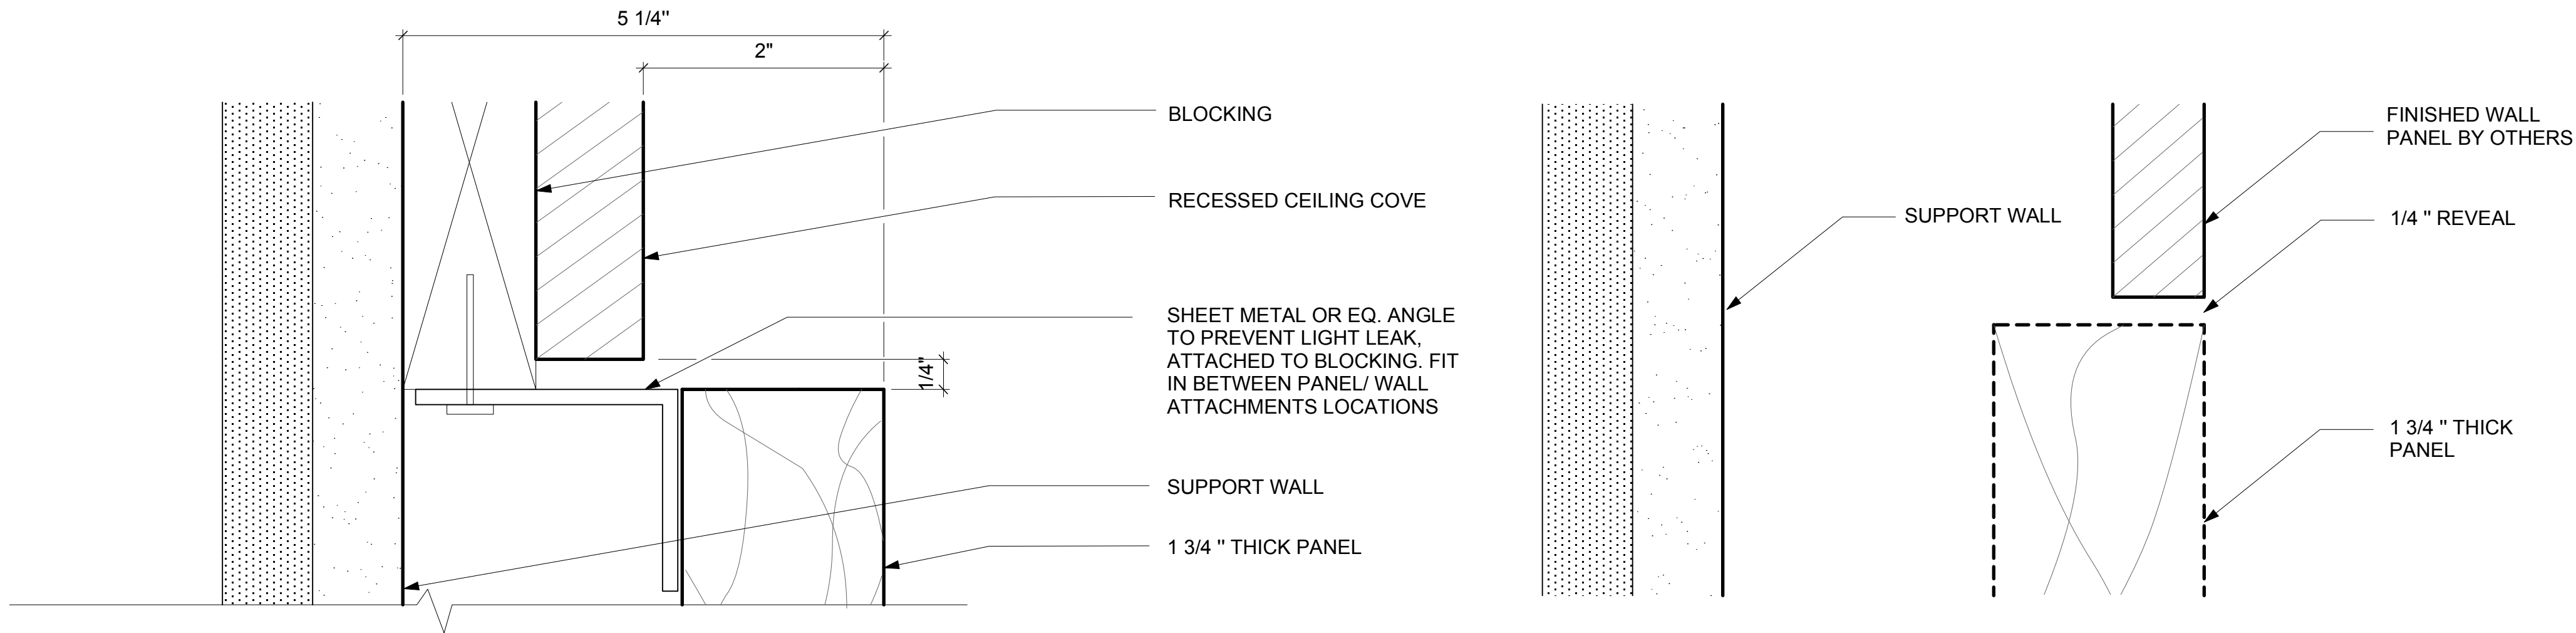 5 1/4"
2"
BLOCKING
RECESSED CEILING COVE
SHEET METAL OR EQ. ANGLE
TO PREVENT LIGHT LEAK,
ATTACHED TO BLOCKING. FIT
IN BETWEEN PANEL/ WALL
ATTACHMENTS LOCATIONS
1/4"
SUPPORT WALL
1 3/4 " THICK PANEL
SUPPORT WALL
FINISHED WALL
PANEL BY OTHERS
1/4 " REVEAL
1 3/4 " THICK
PANEL